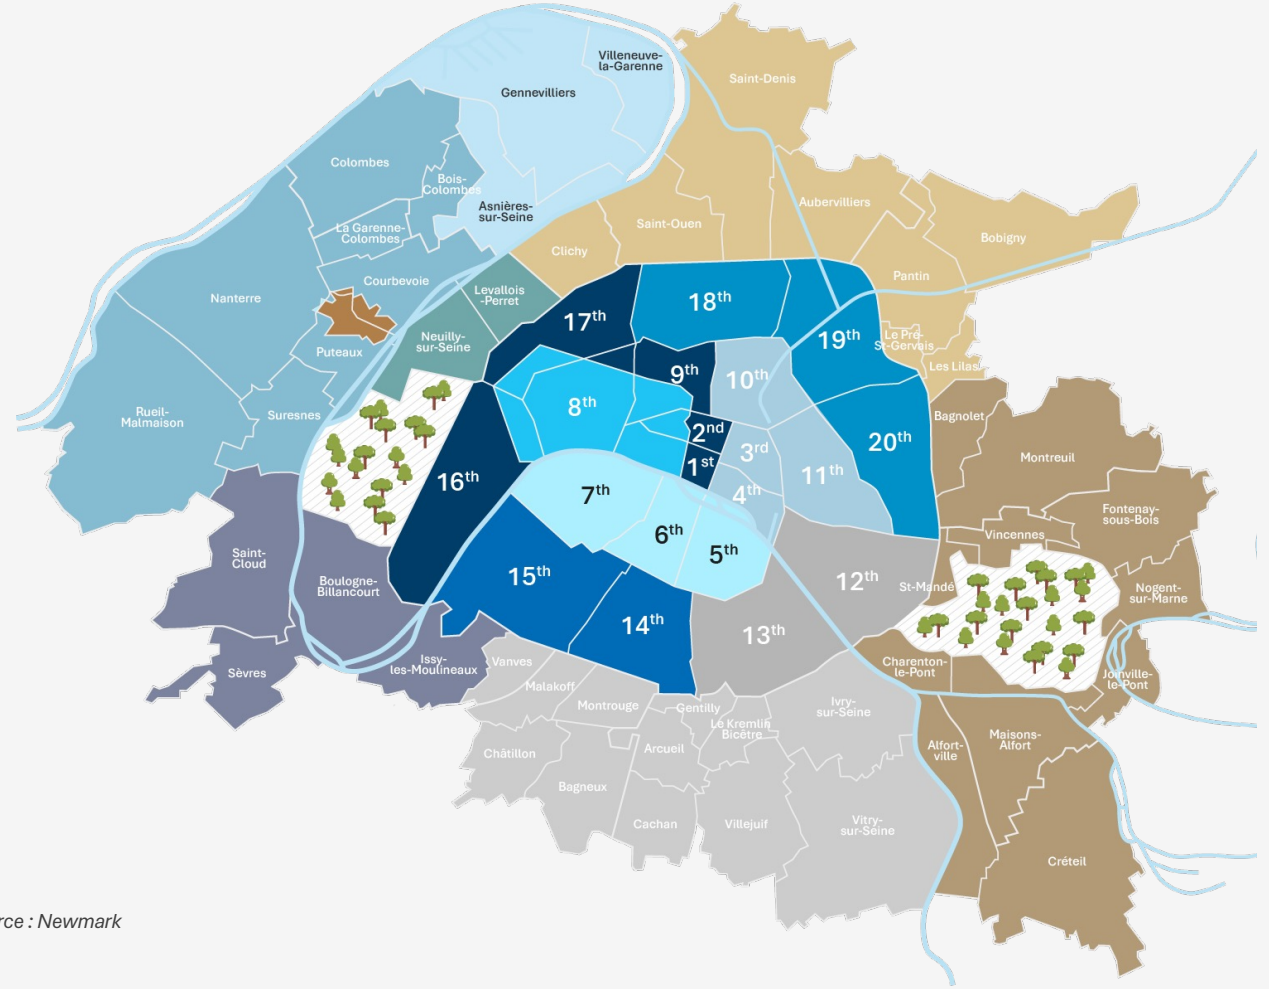 Villeneuve-
la-Garenne
Saint-Denis
Gennevilliers
Colombes
Bois-
Colombes
Asnières-
sur-Seine
Aubervilliers
La Garenne-
Colombes
Saint-Ouen
Bobigny
Clichy
Courbevoie
Pantin
Nanterre
Levallois
-Perret
17th
18th
19th
Le Pré-
St-Gervais
Neuilly-
sur-Seine
Puteaux
Les Lilas
9th
10th
8th
Rueil-
Malmaison
Suresnes
Bagnolet
2nd
20th
3rd
1st
Montreuil
16th
11th
7th
4th
Fontenay-
sous-Bois
6th
5th
Vincennes
Saint-
Cloud
15th
12th
Boulogne-
Billancourt
St-Mandé
Nogent-
sur-Marne
14th
13th
Issy-
les-Moulineaux
Vanves
Sèvres
Charenton-
le-Pont
Joinville-
le-Pont
Malakoff
Montrouge
Gentilly
Ivry-
sur-Seine
Le Kremlin
Bicêtre
Châtillon
Arcueil
Alfort-
ville
Maisons-
Alfort
Bagneux
Cachan
Villejuif
Vitry-
sur-Seine
Créteil
rce : Newmark